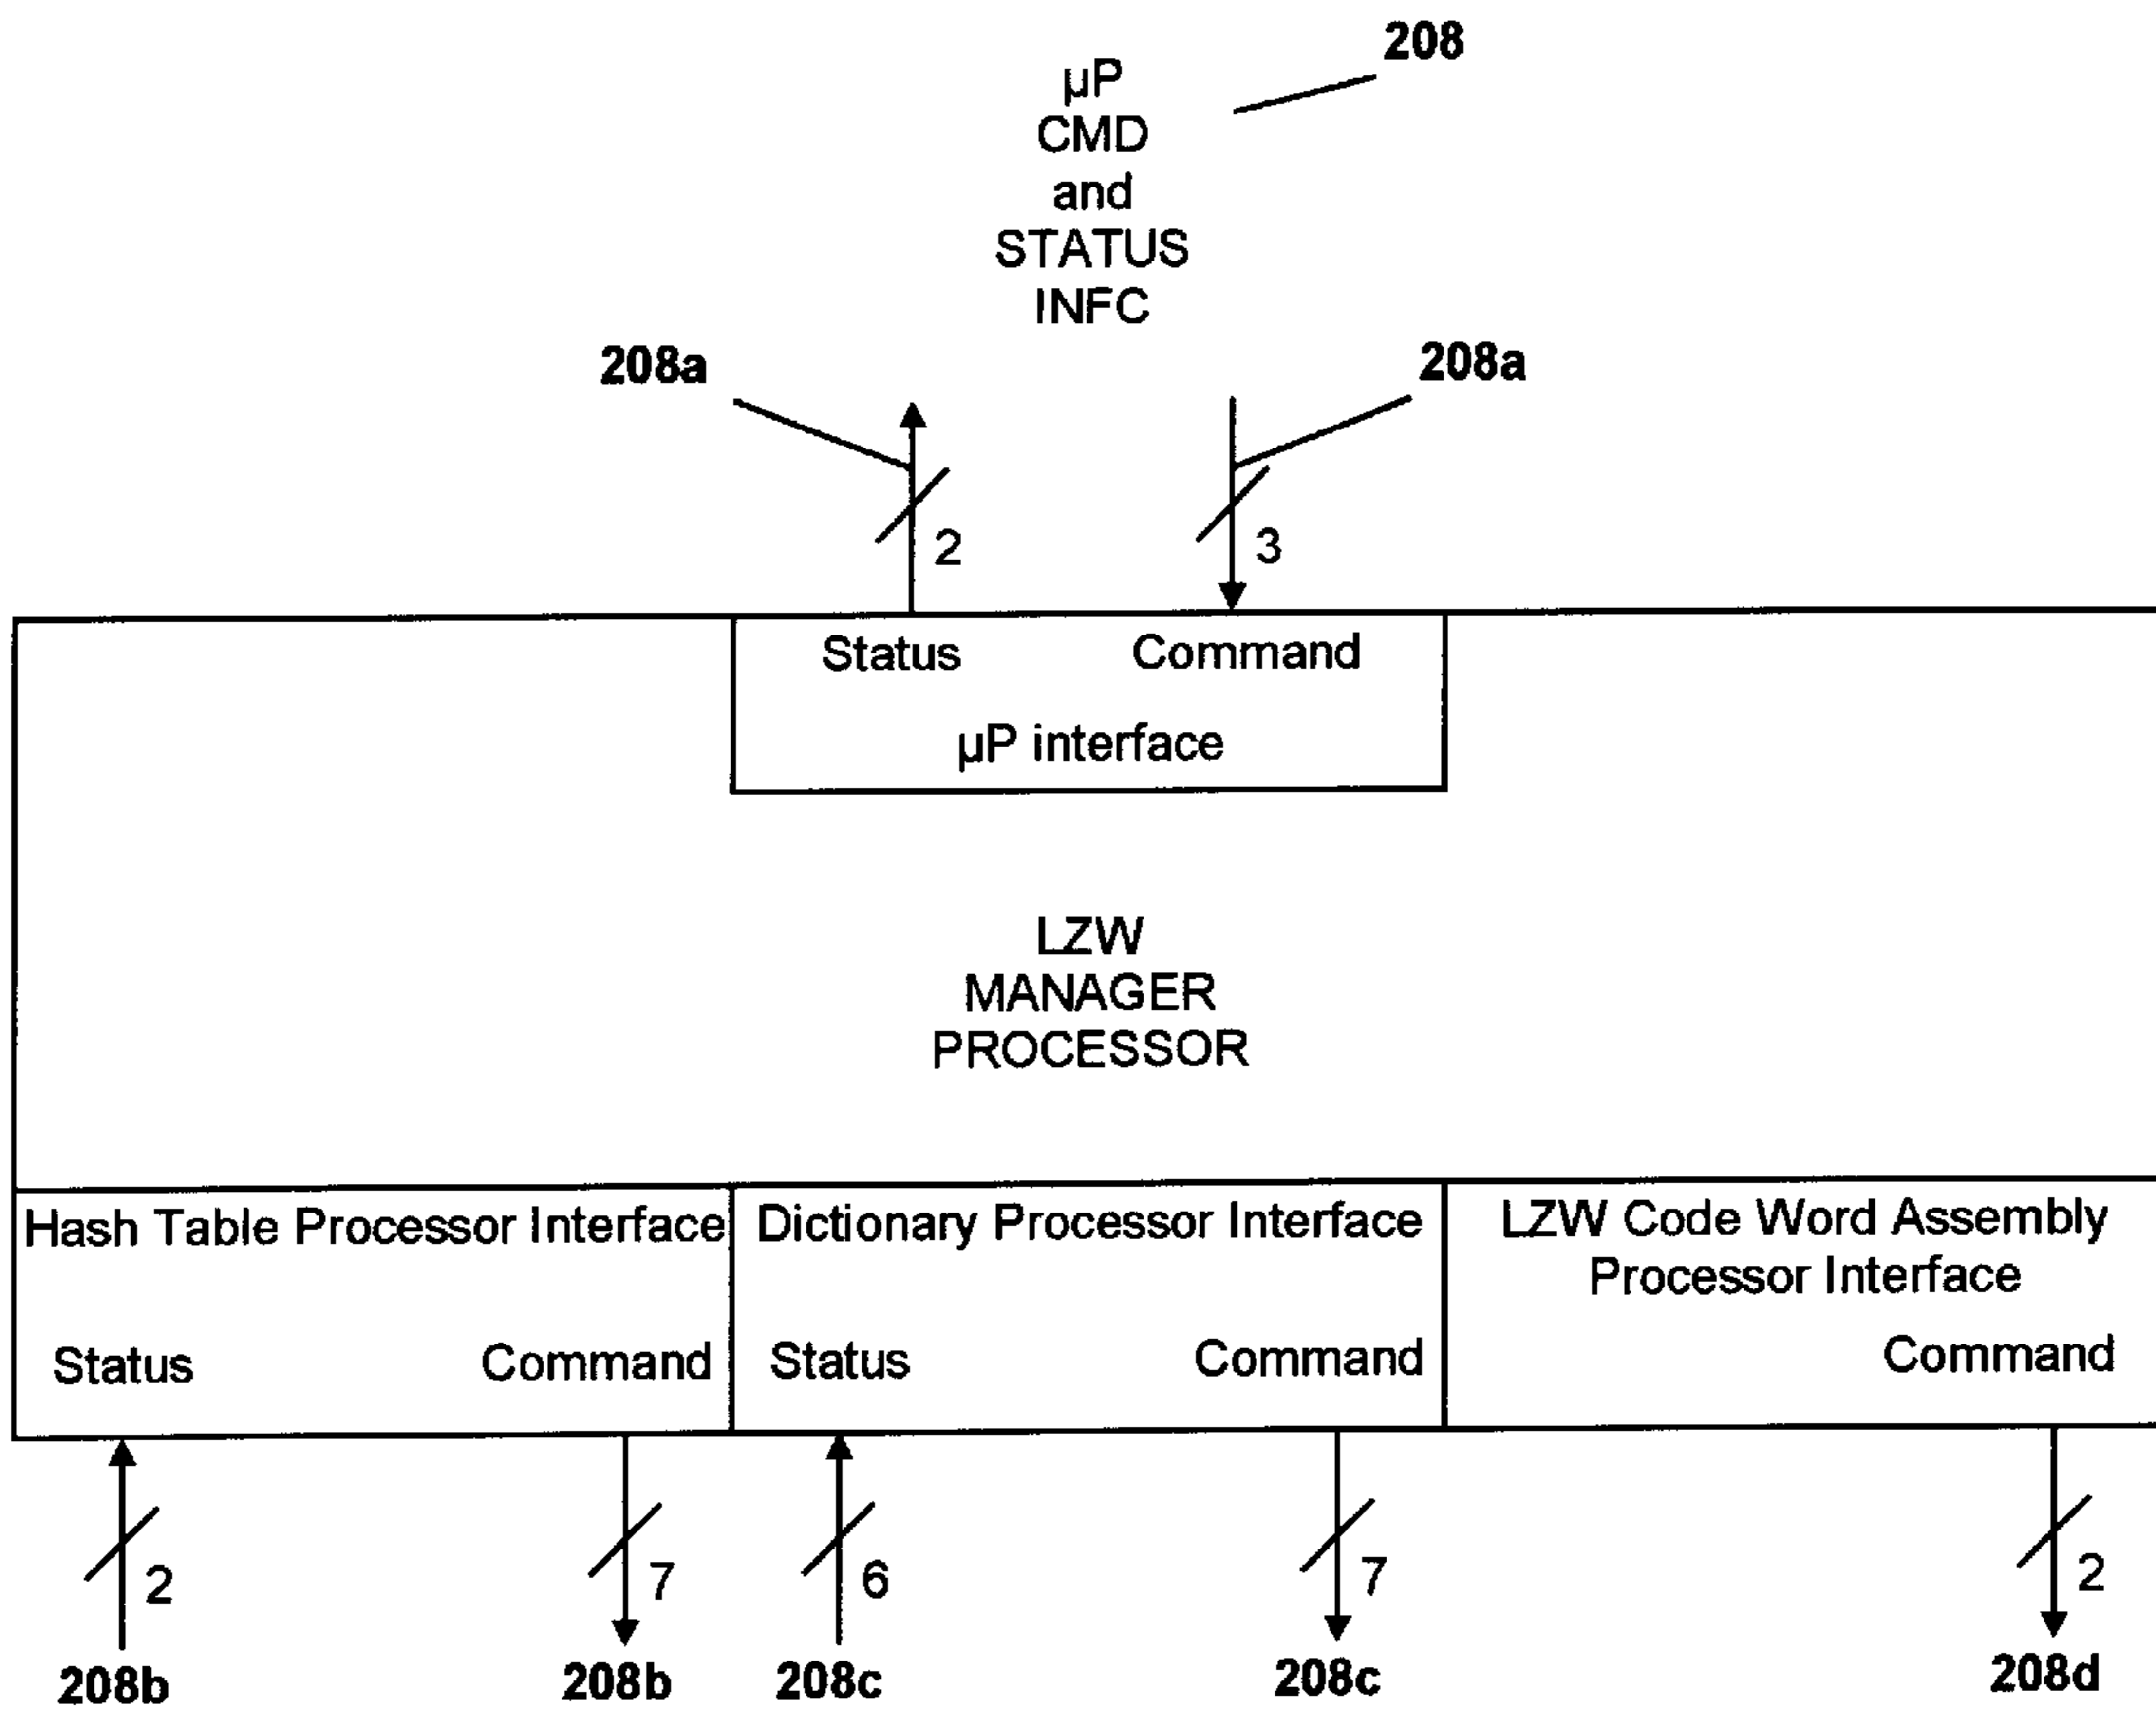 208
µP
CMD
and
STATUS
INFC
208a
208a
2
3
Status
Command
µP interface
LZW
MANAGER
PROCESSOR
Hash Table Processor Interface
Status
Command
Dictionary Processor Interface
Status
Command
LZW Code Word Assembly
Processor Interface
Command
2
7
6
7
2
208b
208b
208c
208c
208d